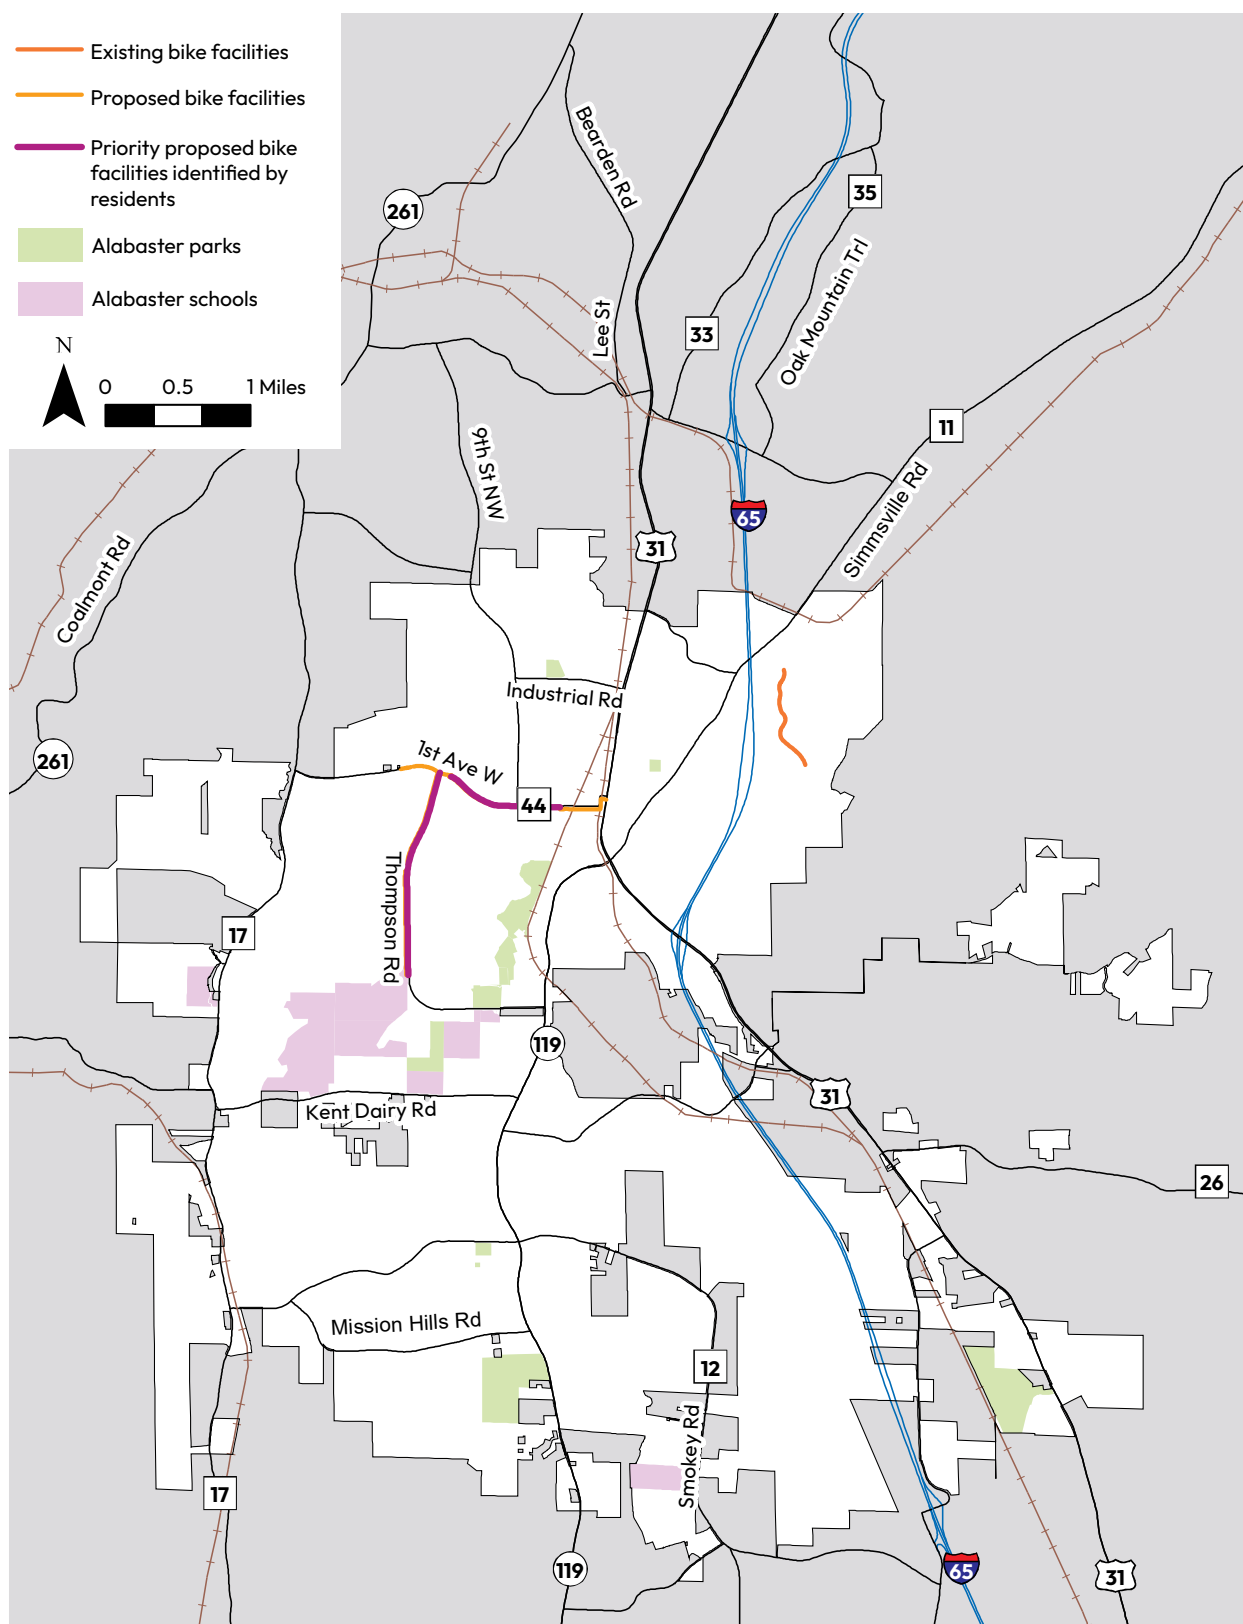 Existing bike facilities
Proposed bike facilities
Priority proposed bike
facilities identified by
residents
Alabaster parks
Alabaster schools
N
0 0.5 1 Miles
Bearden Rd
261
35
Oak Mountain Trl
Lee St
33
11
9th St NW
65
Simmsville Rd
31
Coalmont Rd
Industrial Rd
261
1st Ave W
44
Thompson Rd
17
119
31
Kent Dairy Rd
26
Mission Hills Rd
12
Smokey Rd
17
119
65
31